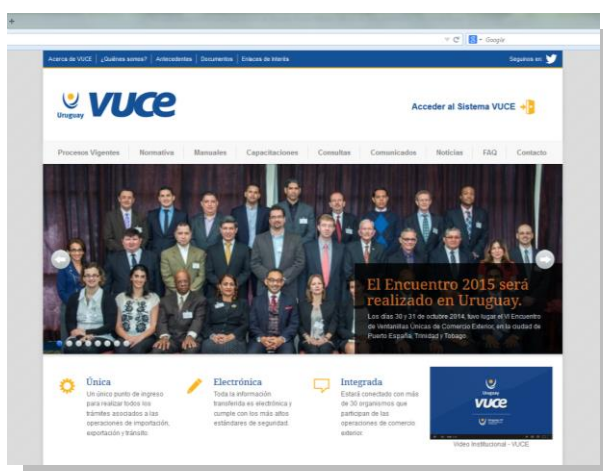 Google
Acerca de VUCE | ¿Quiénes somos? | Antecedentes | Documentos | Enlaces de Interés
Seguinos en
Uruguay
vuce
Acceder al Sistema VUCE
Procesos Vigentes Normativa Manuales Capacitaciones Consultas Comunicados Noticias FAQ Contacto
El Encuentro 2015 será
realizado en Uruguay.
Los días 30 y 31 de octubre 2014, tuvo lugar el VI Encuentro
de Ventanillas Únicas de Comercio Exterior, en la ciudad de
Puerto España, Trinidad y Tobago.
Única
Un único punto de ingreso
para realizar todos los
trámites asociados a las
operaciones de importación,
exportación y tránsito.
Electrónica
Toda la información
transferida es electrónica y
cumple con los más altos
estándares de seguridad.
Integrada
Estará conectado con más
de 30 organismos que
participan de las
operaciones de comercio
exterior.
Uruguay
vuce
Video Institucional - VUCE